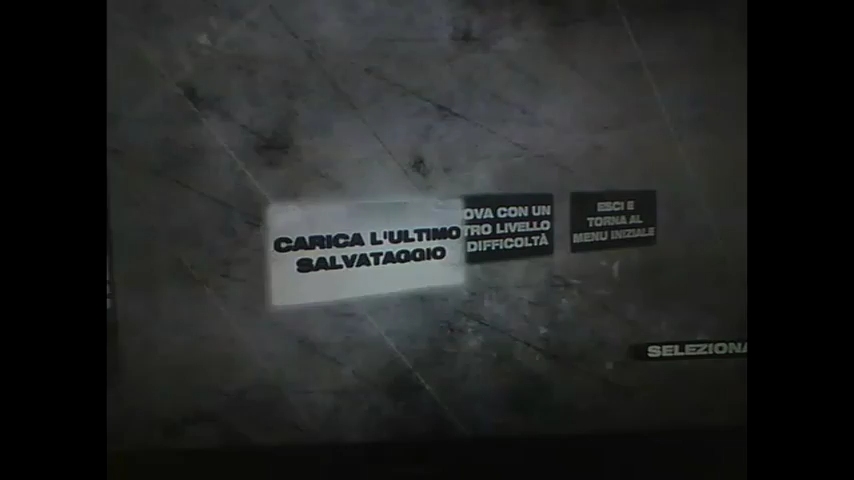 CARICA L'ULTIMO
SALVATAGGIO
OVA CON UN
TRO LIVELLO
DIFFICOLTÀ
ESCI E
TORNA AL
MENU INIZIALE
SELEZIONA